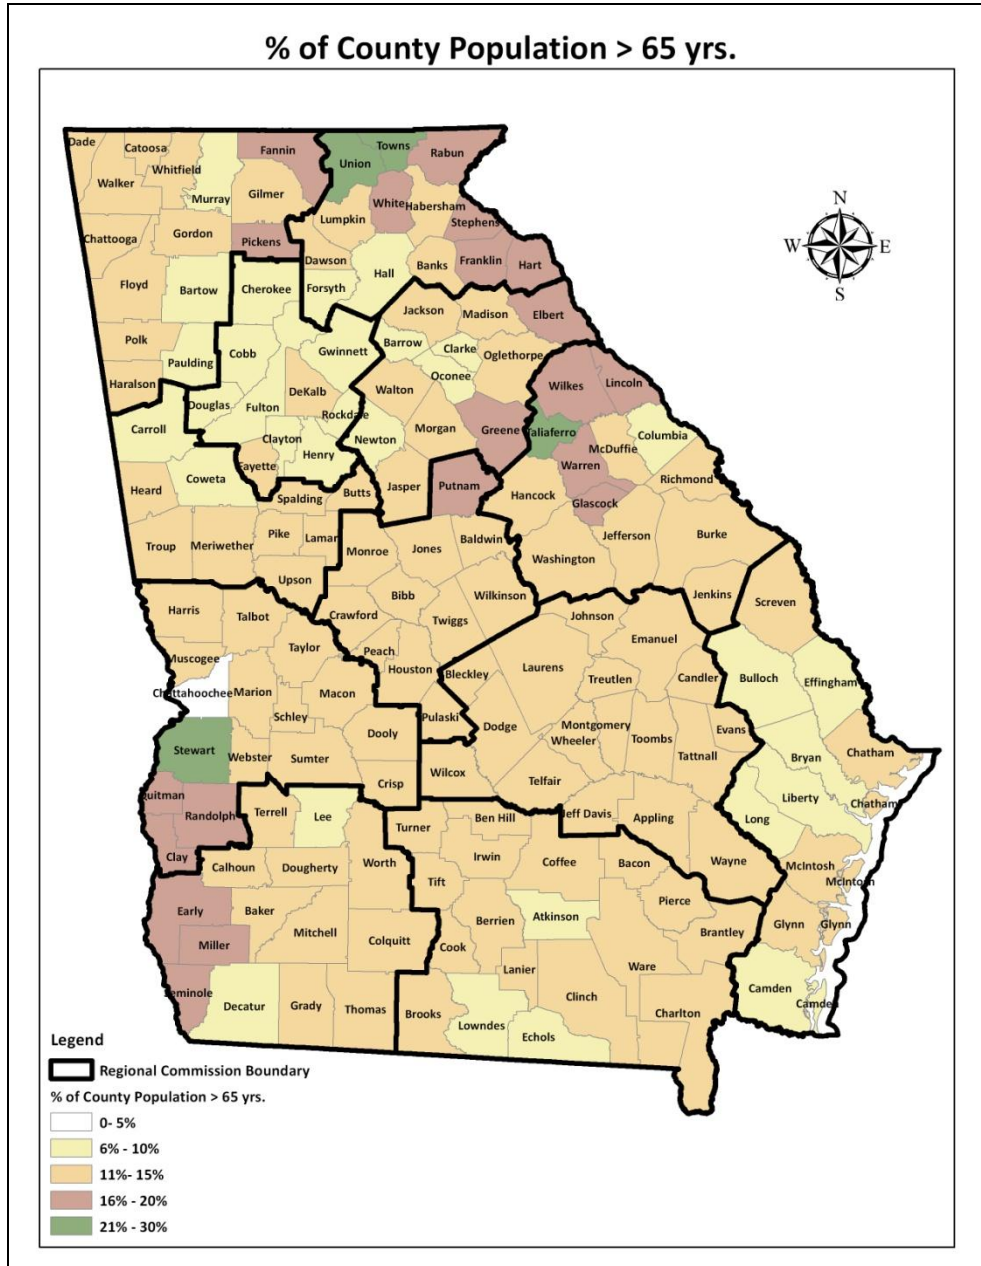 % of County Population > 65 yrs.
Dade
Catoosa
Whitfield
Walker
Murray
Fannin
Gilmer
Union
Towns
Rabun
White
Habersham
Lumpkin
Stephens
Chattooga
Gordon
Pickens
Dawson
Banks
Franklin
Hart
Hall
Forsyth
Floyd
Bartow
Cherokee
Jackson
Madison
Elbert
Polk
Paulding
Cobb
Gwinnett
Barrow
Clarke
Oconee
Oglethorpe
Haralson
Douglas
Fulton
DeKalb
Rockdale
Walton
Wilkes
Lincoln
Carroll
Clayton
Henry
Newton
Morgan
Greene
Taliaferro
Columbia
McDuffie
Warren
Richmond
Heard
Coweta
Fayette
Spalding
Butts
Jasper
Putnam
Hancock
Glascock
Jefferson
Burke
Troup
Meriwether
Pike
Lamar
Monroe
Jones
Baldwin
Washington
Upson
Bibb
Wilkinson
Jenkins
Screven
Harris
Talbot
Crawford
Twiggs
Johnson
Emanuel
Muscogee
Taylor
Peach
Houston
Bleckley
Laurens
Treutlen
Candler
Bulloch
Effingham
Chattahoochee
Marion
Macon
Schley
Pulaski
Dodge
Montgomery
Wheeler
Toombs
Evans
Tattnall
Bryan
Chatham
Stewart
Webster
Sumter
Dooly
Crisp
Wilcox
Telfair
Liberty
Chatham
Long
uitman
Randolph
Terrell
Lee
Turner
Ben Hill
Jeff Davis
Appling
Clay
Calhoun
Dougherty
Worth
Irwin
Coffee
Bacon
Wayne
McIntosh
McIntosh
Tift
Pierce
Early
Baker
Mitchell
Colquitt
Berrien
Atkinson
Brantley
Glynn
Glynn
Miller
Cook
Lanier
Ware
Seminole
Decatur
Grady
Thomas
Brooks
Lowndes
Echols
Clinch
Charlton
Camden
Camden
N
W
E
S
Legend
Regional Commission Boundary
% of County Population > 65 yrs.
0- 5%
6% - 10%
11%- 15%
16% - 20%
21% - 30%